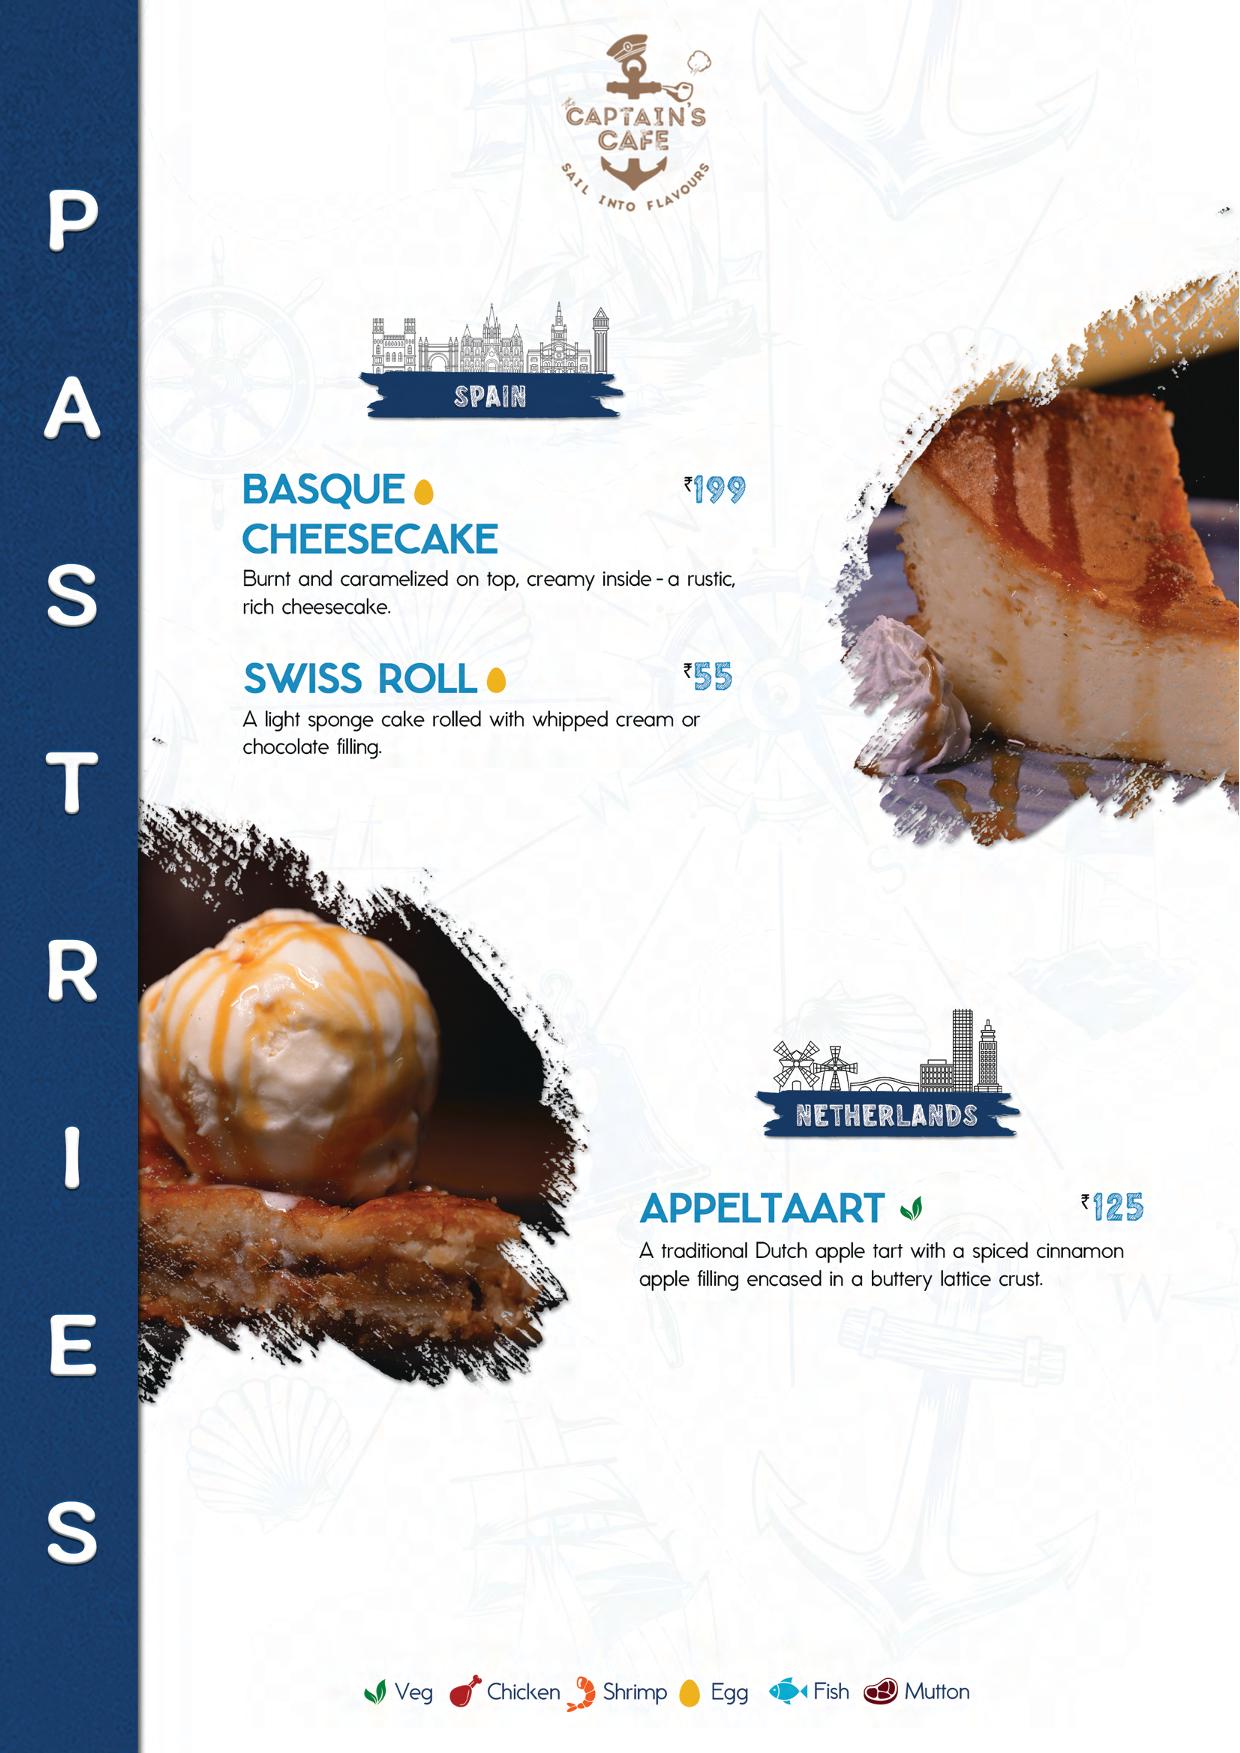 CAPTAIN'S
CAFE
SAIL INTO FLAVOURS
PASTRIES
SPAIN
BASQUE ₹199
CHEESECAKE
Burnt and caramelized on top, creamy inside - a rustic,
rich cheesecake.
SWISS ROLL ₹55
A light sponge cake rolled with whipped cream or
chocolate filling.
NETHERLANDS
APPELTAART ₹125
A traditional Dutch apple tart with a spiced cinnamon
apple filling encased in a buttery lattice crust.
Veg Chicken Shrimp Egg Fish Mutton